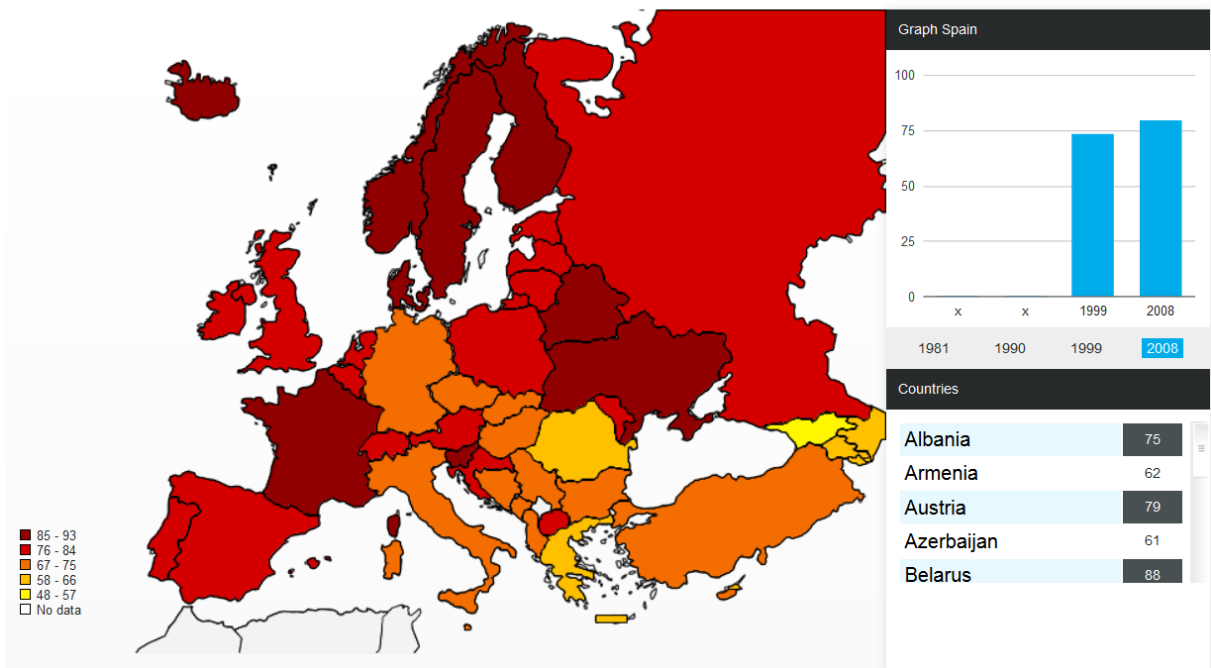 Graph Spain
100
75
50
25
0
x x 1999 2008
1981 1990 1999 2008
Countries
Albania 75
Armenia 62
Austria 79
Azerbaijan 61
Belarus 88
85 - 93
76 - 84
67 - 75
58 - 66
48 - 57
No data